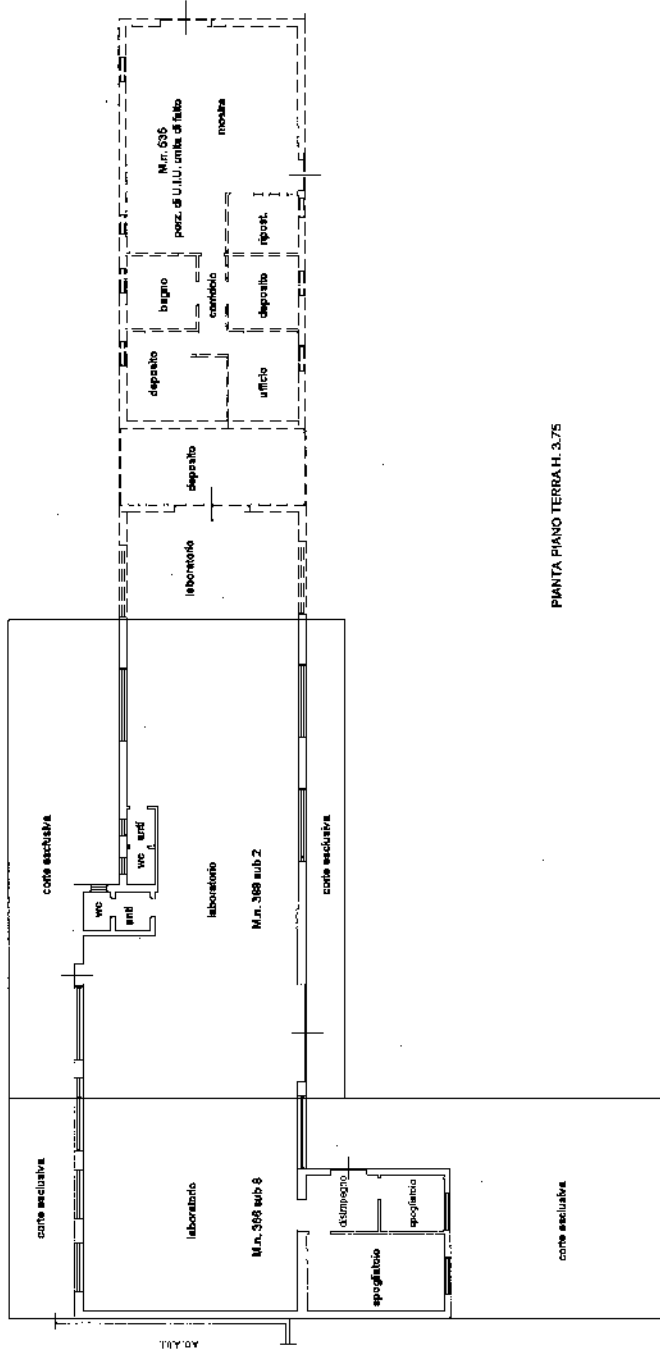 M.n. 636
porz. di U.I.U. unita di fatto
mostra
ripost.
bagno
corridoio
deposito
deposito
ufficio
deposito
laboratorio
corte esclusiva
wc
anti
wc
anti
laboratorio
M.n. 369 sub 2
corte esclusiva
PIANTA PIANO TERRA H. 3.75
corte esclusiva
laboratorio
M.n. 366 sub 8
disimpegno
spogliatoio
spogliatoio
corte esclusiva